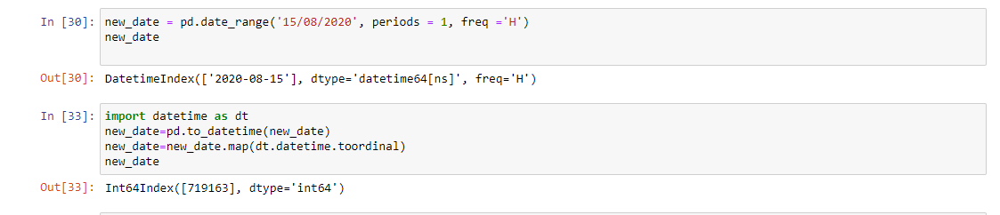 In [30]: new_date = pd.date_range('15/08/2020', periods = 1, freq ='H')
new_date
Out[30]: DatetimeIndex(['2020-08-15'], dtype='datetime64[ns]', freq='H')
In [33]: import datetime as dt
new_date=pd.to_datetime(new_date)
new_date=new_date.map(dt.datetime.toordinal)
new_date
Out[33]: Int64Index([719163], dtype='int64')